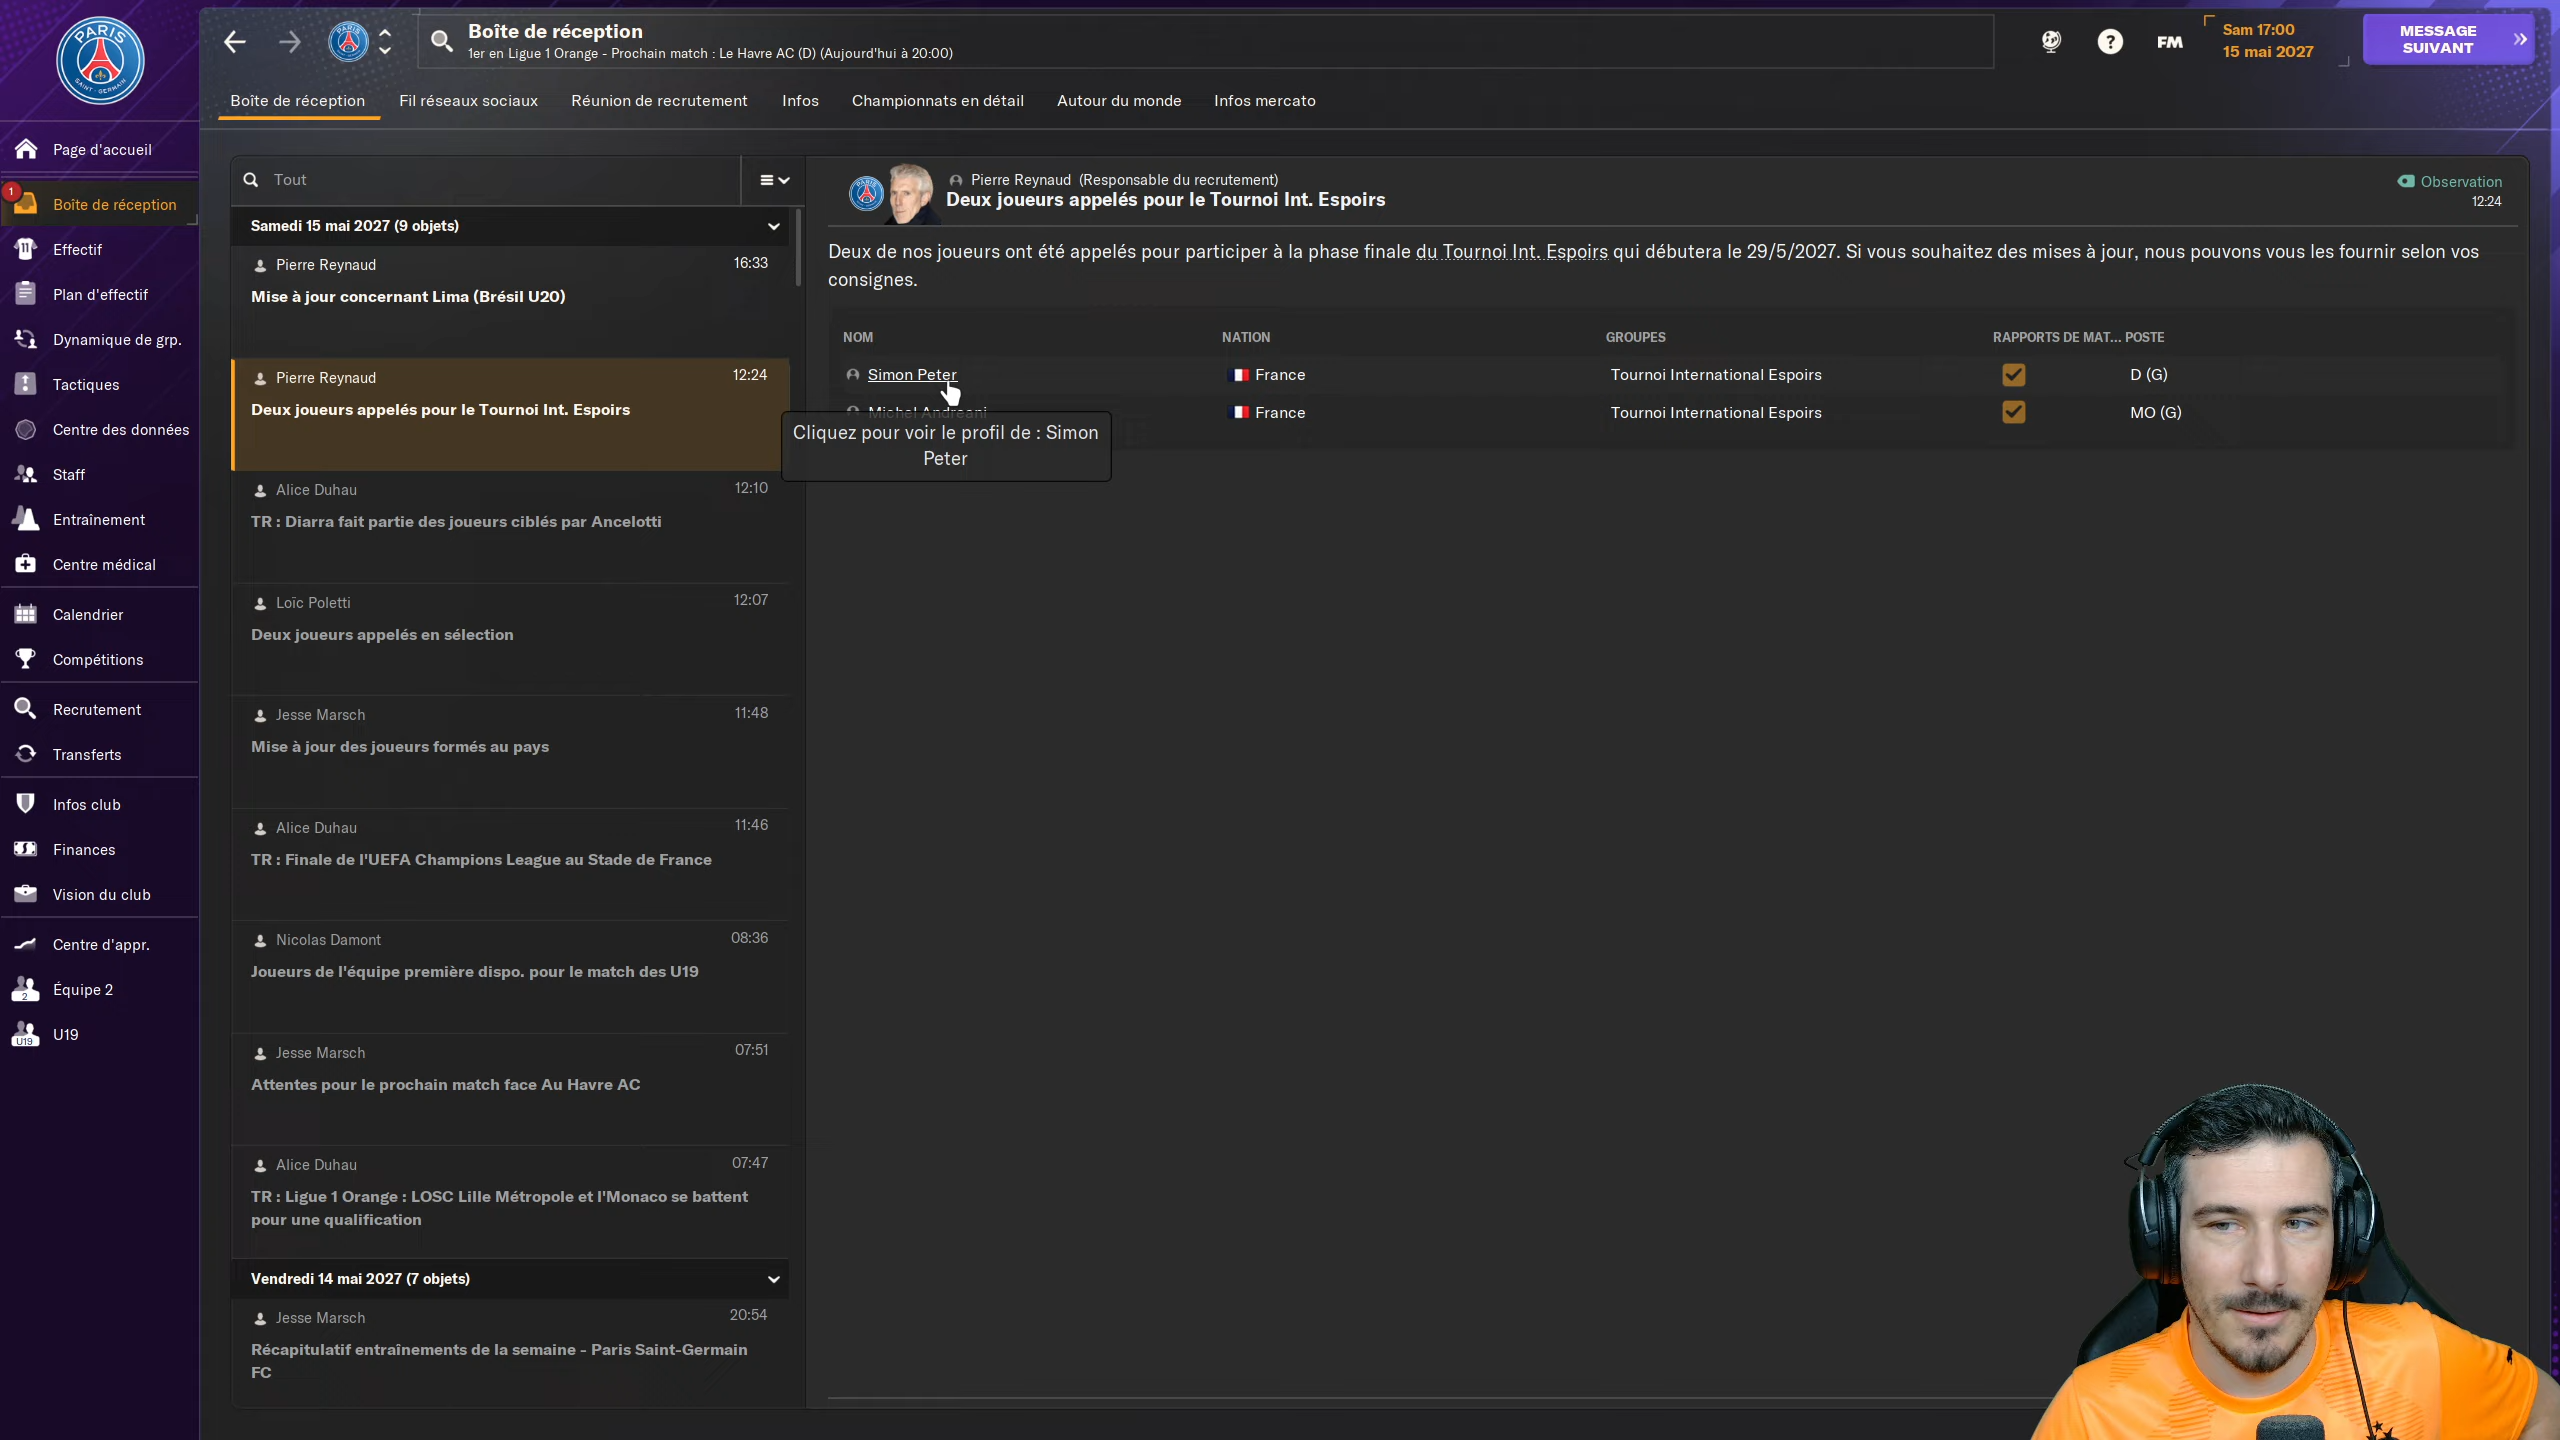 Boîte de réception
1er en Ligue 1 Orange - Prochain match : Le Havre AC (D) (Aujourd'hui à 20:00)
FM
Sam 17:00
15 mai 2027
MESSAGE
SUIVANT
Boîte de réception
Fil réseaux sociaux
Réunion de recrutement
Infos
Championnats en détail
Autour du monde
Infos mercato
PARIS
SAINT-GERMAIN
Page d'accueil
1
Boîte de réception
Effectif
Plan d'effectif
Dynamique de grp.
Tactiques
Centre des données
Staff
Entraînement
Centre médical
Calendrier
Compétitions
Recrutement
Transferts
Infos club
Finances
Vision du club
Centre d'appr.
2
Équipe 2
U19
U19
Tout
Samedi 15 mai 2027 (9 objets)
Pierre Reynaud
16:33
Mise à jour concernant Lima (Brésil U20)
Pierre Reynaud
12:24
Deux joueurs appelés pour le Tournoi Int. Espoirs
Alice Duhau
12:10
TR : Diarra fait partie des joueurs ciblés par Ancelotti
Loïc Poletti
12:07
Deux joueurs appelés en sélection
Jesse Marsch
11:48
Mise à jour des joueurs formés au pays
Alice Duhau
11:46
TR : Finale de l'UEFA Champions League au Stade de France
Nicolas Damont
08:36
Joueurs de l'équipe première dispo. pour le match des U19
Jesse Marsch
07:51
Attentes pour le prochain match face Au Havre AC
Alice Duhau
07:47
TR : Ligue 1 Orange : LOSC Lille Métropole et l'Monaco se battent
pour une qualification
Vendredi 14 mai 2027 (7 objets)
Jesse Marsch
20:54
Récapitulatif entraînements de la semaine - Paris Saint-Germain
FC
Pierre Reynaud (Responsable du recrutement)
Deux joueurs appelés pour le Tournoi Int. Espoirs
Observation
12:24
Deux de nos joueurs ont été appelés pour participer à la phase finale du Tournoi Int. Espoirs qui débutera le 29/5/2027. Si vous souhaitez des mises à jour, nous pouvons vous les fournir selon vos
consignes.
NOM
NATION
GROUPES
RAPPORTS DE MAT...
POSTE
Simon Peter
France
Tournoi International Espoirs
D (G)
Michel Andreani
France
Tournoi International Espoirs
MO (G)
Cliquez pour voir le profil de : Simon
Peter